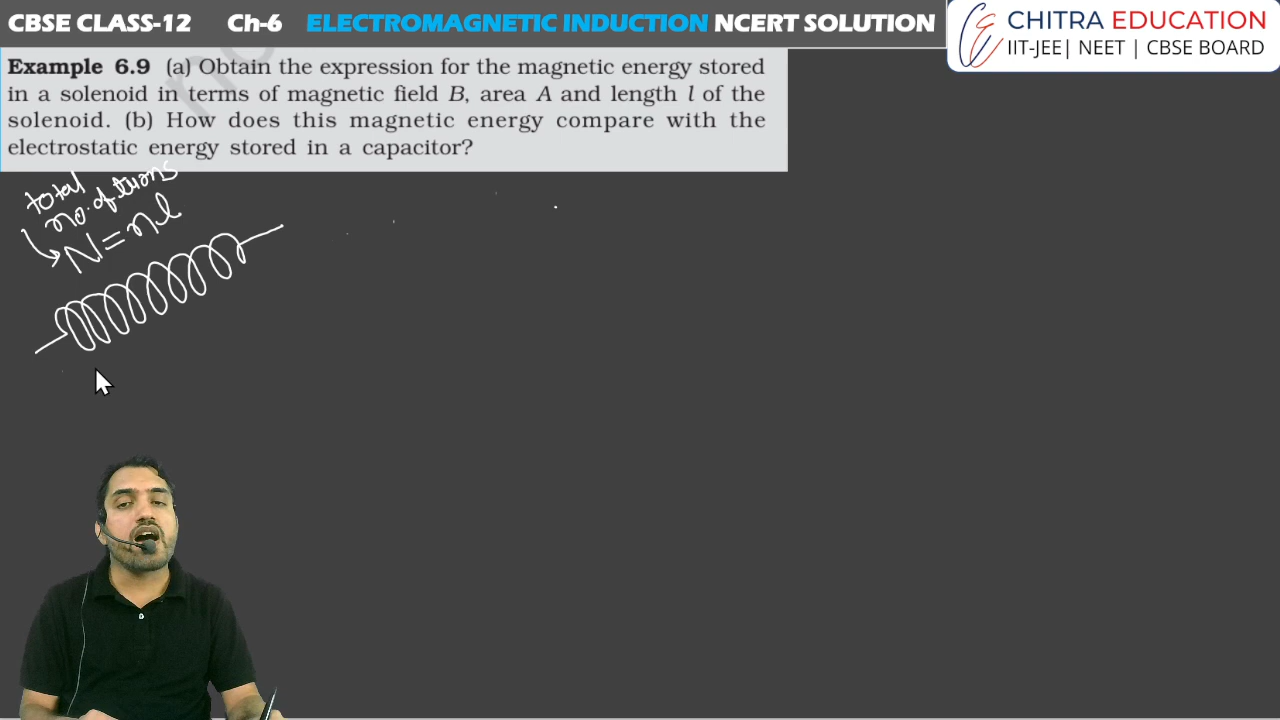 CBSE CLASS-12 Ch-6 ELECTROMAGNETIC INDUCTION NCERT SOLUTION
CHITRA EDUCATION
IIT-JEE| NEET | CBSE BOARD
Example 6.9 (a) Obtain the expression for the magnetic energy stored
in a solenoid in terms of magnetic field B, area A and length l of the
solenoid. (b) How does this magnetic energy compare with the
electrostatic energy stored in a capacitor?
total
no. of turns
N = nl